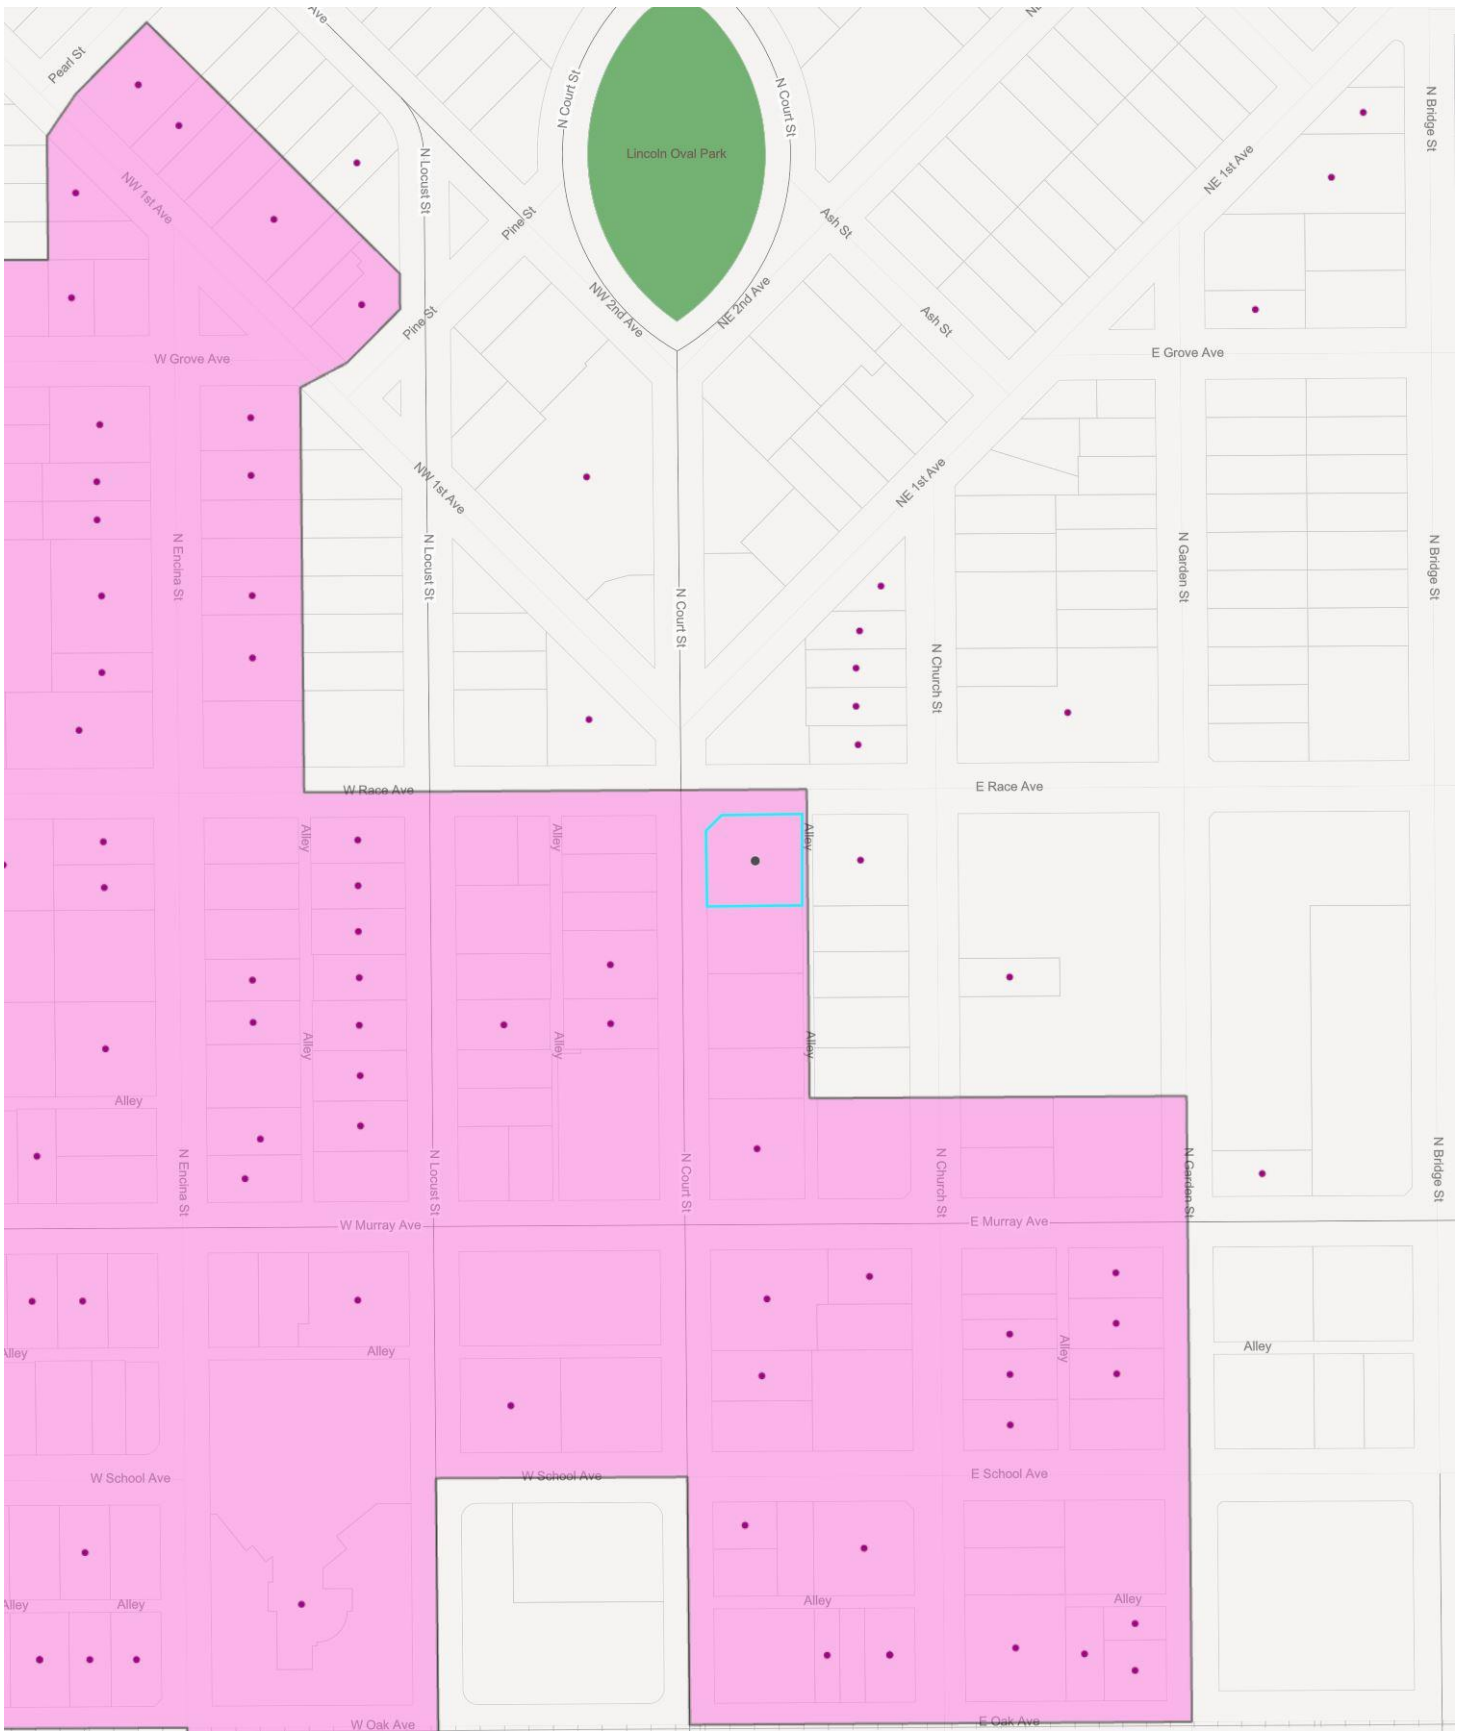 Ave
Pearl St
N Court St
N Court St
N Bridge St
Lincoln Oval Park
NW 1st Ave
N Locust St
NE 1st Ave
Pine St
Ash St
NW 2nd Ave
NE 2nd Ave
Pine St
Ash St
W Grove Ave
E Grove Ave
NW 1st Ave
NE 1st Ave
N Encina St
N Locust St
N Court St
N Church St
N Garden St
N Bridge St
W Race Ave
E Race Ave
Alley
Alley
Alley
Alley
Alley
Alley
Alley
N Encina St
N Locust St
N Court St
N Church St
N Garden St
N Bridge St
W Murray Ave
E Murray Ave
Alley
Alley
Alley
Alley
W School Ave
W School Ave
E School Ave
Alley
Alley
Alley
Alley
W Oak Ave
E Oak Ave